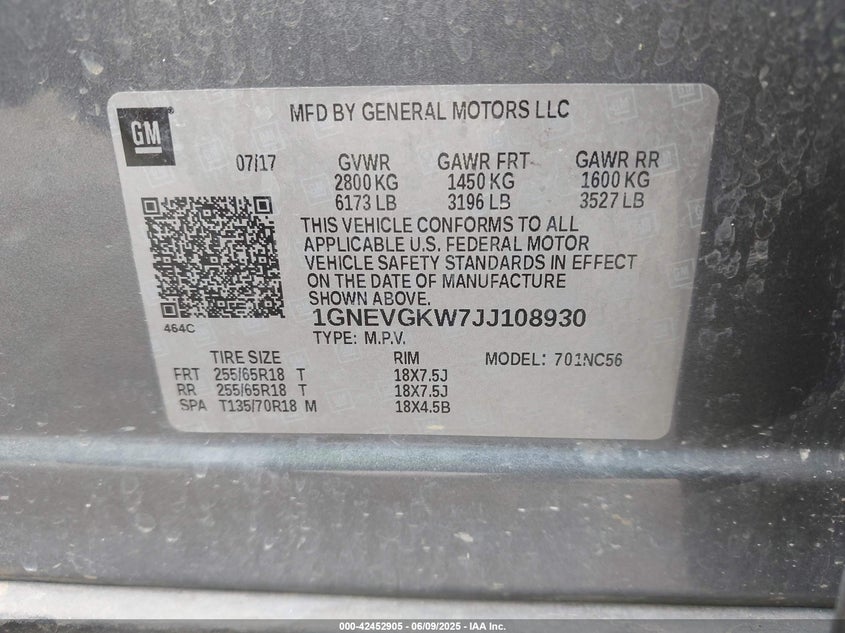 MFD BY GENERAL MOTORS LLC
GM
07/17 GVWR GAWR FRT GAWR RR
2800 KG 1450 KG 1600 KG
6173 LB 3196 LB 3527 LB
THIS VEHICLE CONFORMS TO ALL
APPLICABLE U.S. FEDERAL MOTOR
VEHICLE SAFETY STANDARDS IN EFFECT
ON THE DATE OF MANUFACTURE
SHOWN ABOVE.
464C
1GNEVGKW7JJ108930
TYPE: M.P.V.
TIRE SIZE RIM MODEL: 701NC56
FRT 255/65R18 T 18X7.5J
RR 255/65R18 T 18X7.5J
SPA T135/70R18 M 18X4.5B
000-42452905 - 06/09/2025 - IAA Inc.